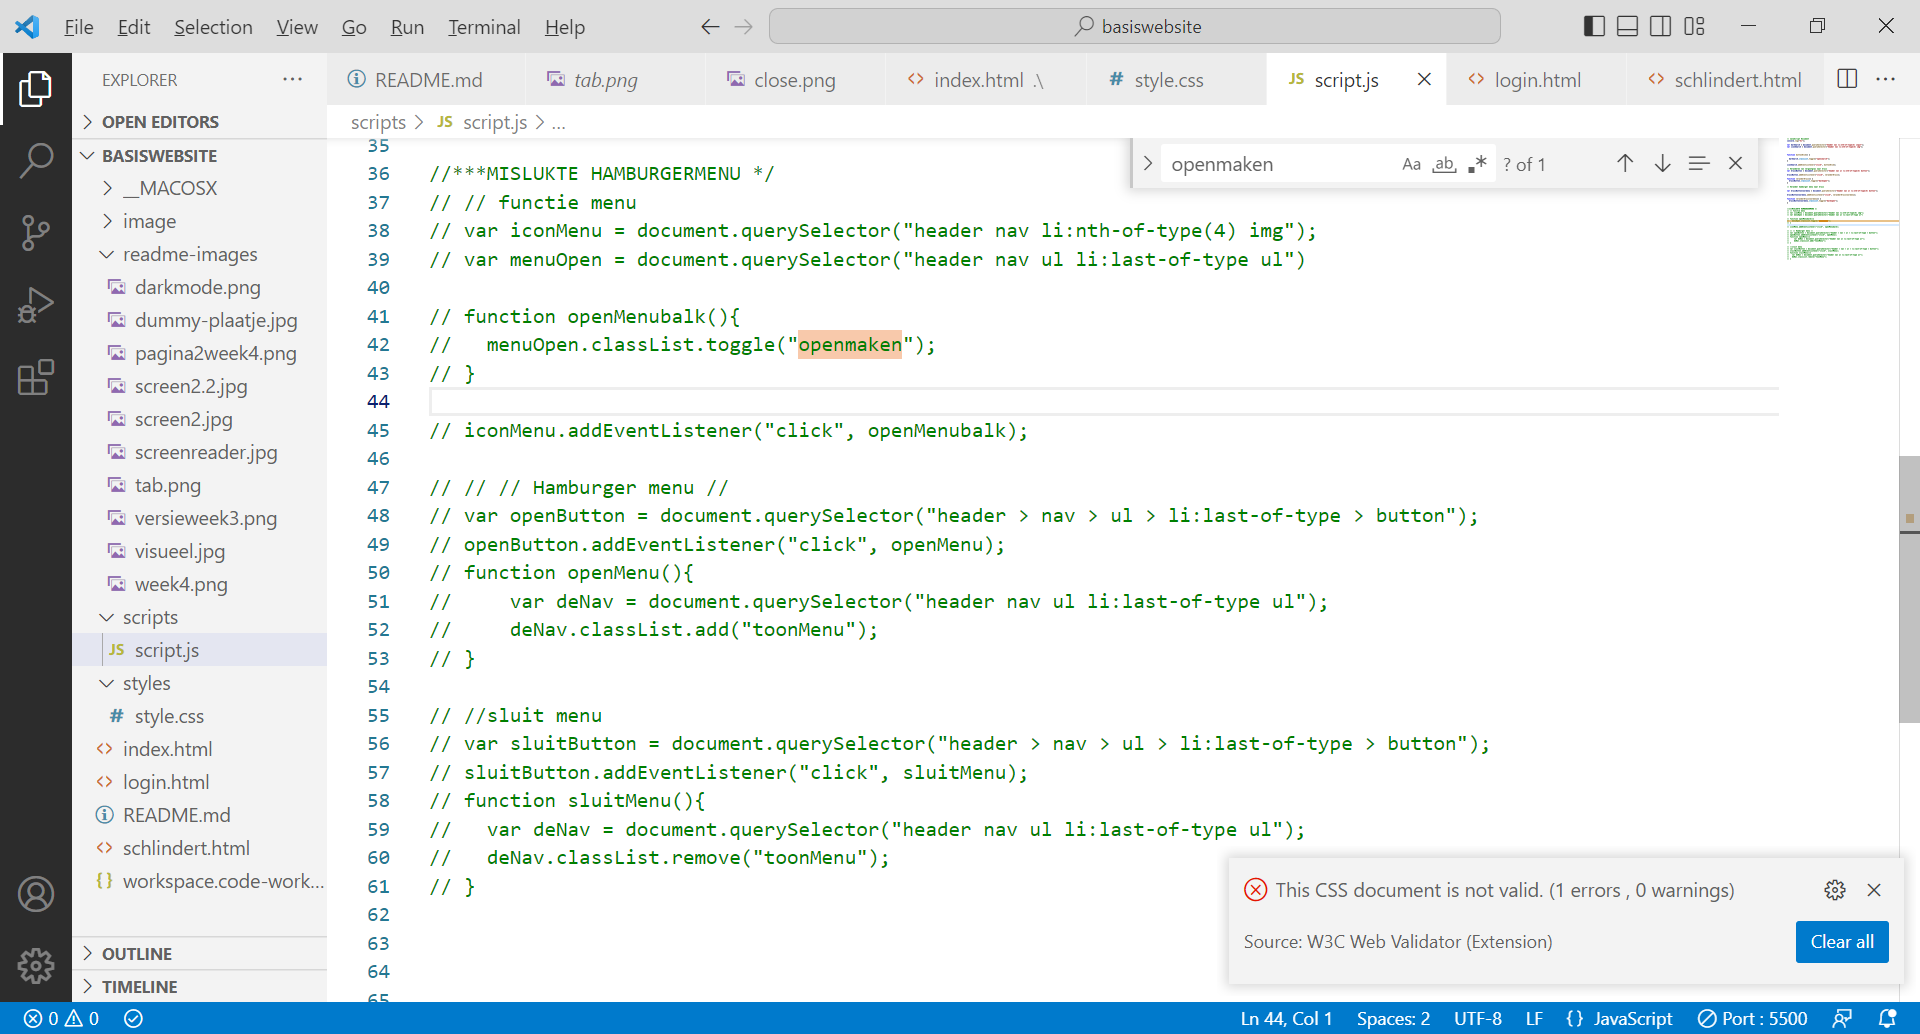 File Edit Selection View Go Run Terminal Help
basiswebsite
EXPLORER
README.md
tab.png
close.png
index.html .\
style.css
script.js
login.html
schlindert.html
OPEN EDITORS
BASISWEBSITE
__MACOSX
image
readme-images
darkmode.png
dummy-plaatje.jpg
pagina2week4.png
screen2.2.jpg
screen2.jpg
screenreader.jpg
tab.png
versieweek3.png
visueel.jpg
week4.png
scripts
JS script.js
styles
# style.css
<> index.html
<> login.html
README.md
<> schlindert.html
{} workspace.code-work...
OUTLINE
TIMELINE
scripts > JS script.js > ...
openmaken
Aa ab .* ? of 1
35
36 //***MISLUKTE HAMBURGERMENU */
37 // // functie menu
38 // var iconMenu = document.querySelector("header nav li:nth-of-type(4) img");
39 // var menuOpen = document.querySelector("header nav ul li:last-of-type ul")
40
41 // function openMenubalk(){
42 //   menuOpen.classList.toggle("openmaken");
43 // }
44
45 // iconMenu.addEventListener("click", openMenubalk);
46
47 // // // Hamburger menu //
48 // var openButton = document.querySelector("header > nav > ul > li:last-of-type > button");
49 // openButton.addEventListener("click", openMenu);
50 // function openMenu(){
51 //     var deNav = document.querySelector("header nav ul li:last-of-type ul");
52 //     deNav.classList.add("toonMenu");
53 // }
54
55 // //sluit menu
56 // var sluitButton = document.querySelector("header > nav > ul > li:last-of-type > button");
57 // sluitButton.addEventListener("click", sluitMenu);
58 // function sluitMenu(){
59 //   var deNav = document.querySelector("header nav ul li:last-of-type ul");
60 //   deNav.classList.remove("toonMenu");
61 // }
62
63
64
65
This CSS document is not valid. (1 errors , 0 warnings)
Source: W3C Web Validator (Extension)
Clear all
0 0
Ln 44, Col 1
Spaces: 2
UTF-8
LF
{} JavaScript
Port : 5500